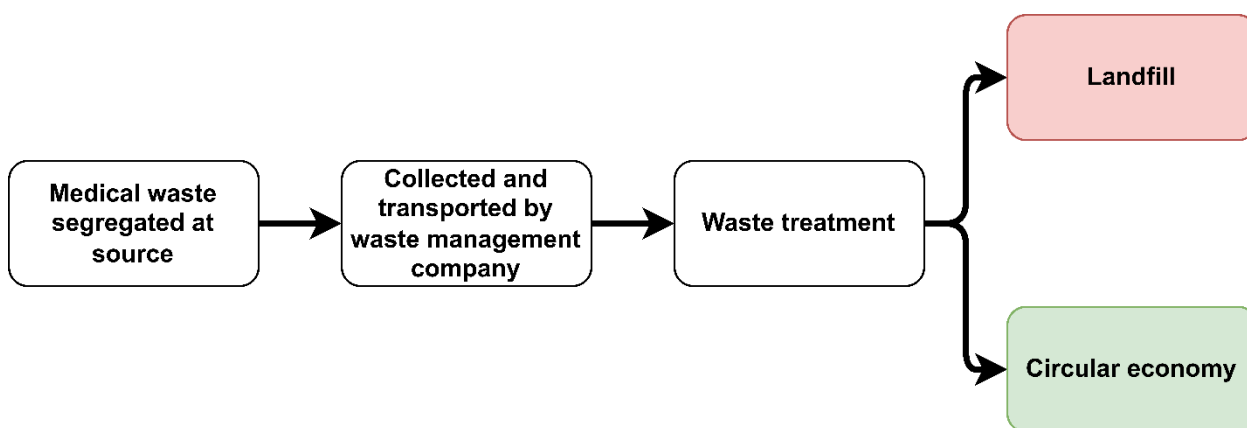 Medical waste
segregated at
source
Collected and
transported by
waste management
company
Waste treatment
Landfill
Circular economy